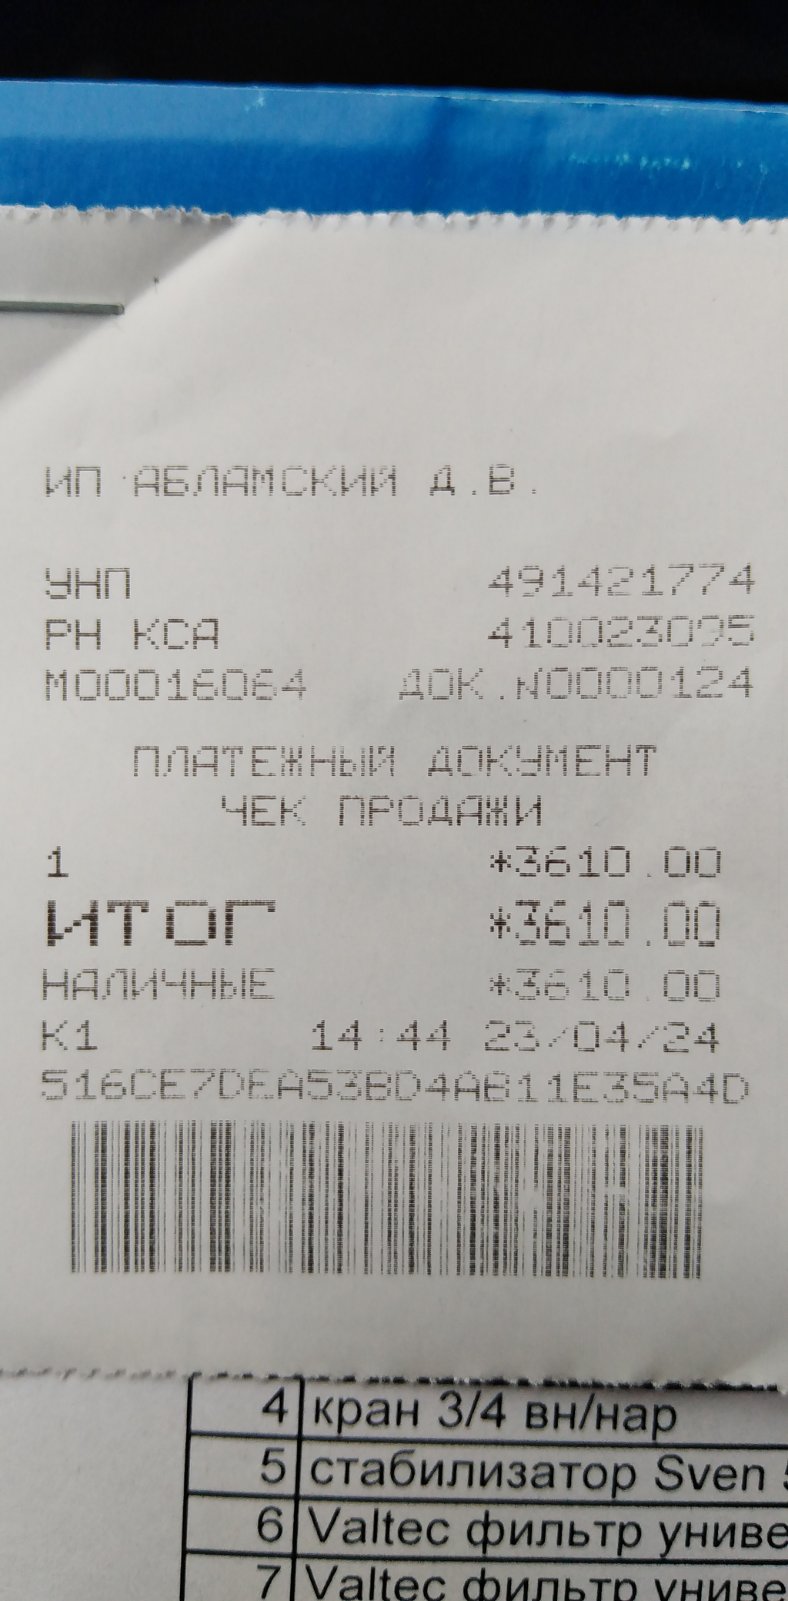 ИП АБЛАМСКИЙ Д.В.
УНП 491421774
РН КСА 410023095
М00016064 ДОК.N0000124
ПЛАТЕЖНЫЙ ДОКУМЕНТ
ЧЕК ПРОДАЖИ
1 *3610.00
ИТОГ *3610.00
НАЛИЧНЫЕ *3610.00
К1 14:44 23/04/24
516CE7DEA53BD4AB11E35A4D
4 кран 3/4 вн/нар
5 стабилизатор Sven
6 Valtec фильтр униве
7 Valtec фильтр униве